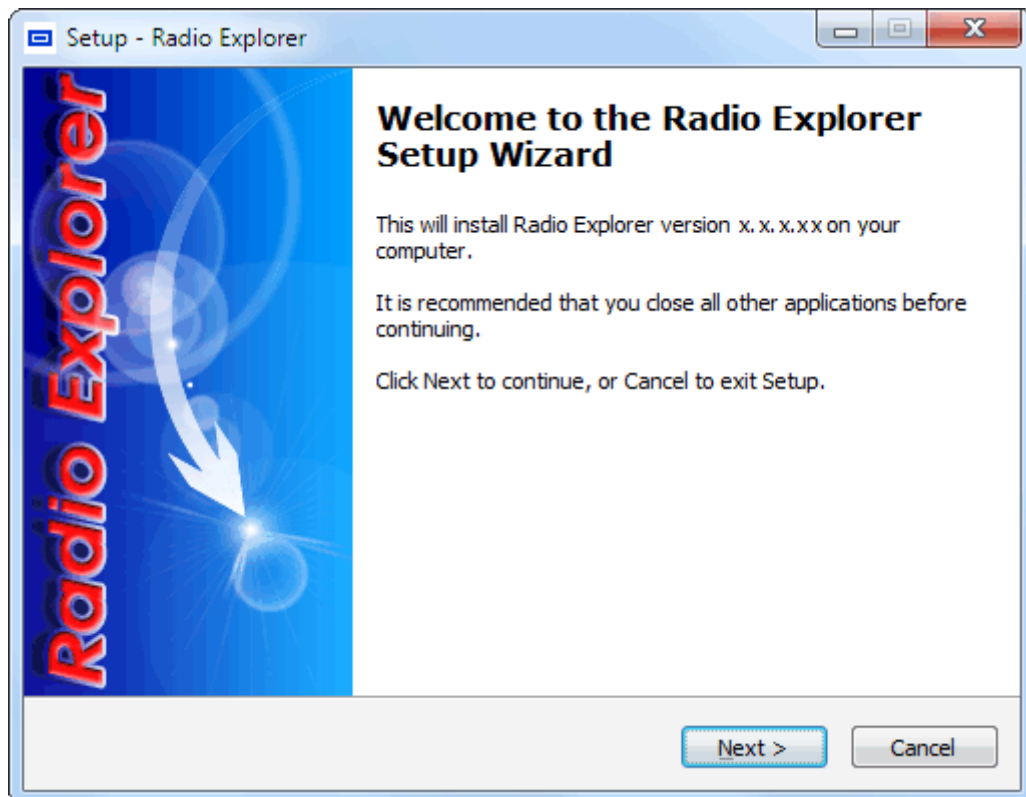 Setup - Radio Explorer
Radio Explorer
Welcome to the Radio Explorer
Setup Wizard
This will install Radio Explorer version x.x.x.xx on your
computer.
It is recommended that you close all other applications before
continuing.
Click Next to continue, or Cancel to exit Setup.
Next >
Cancel